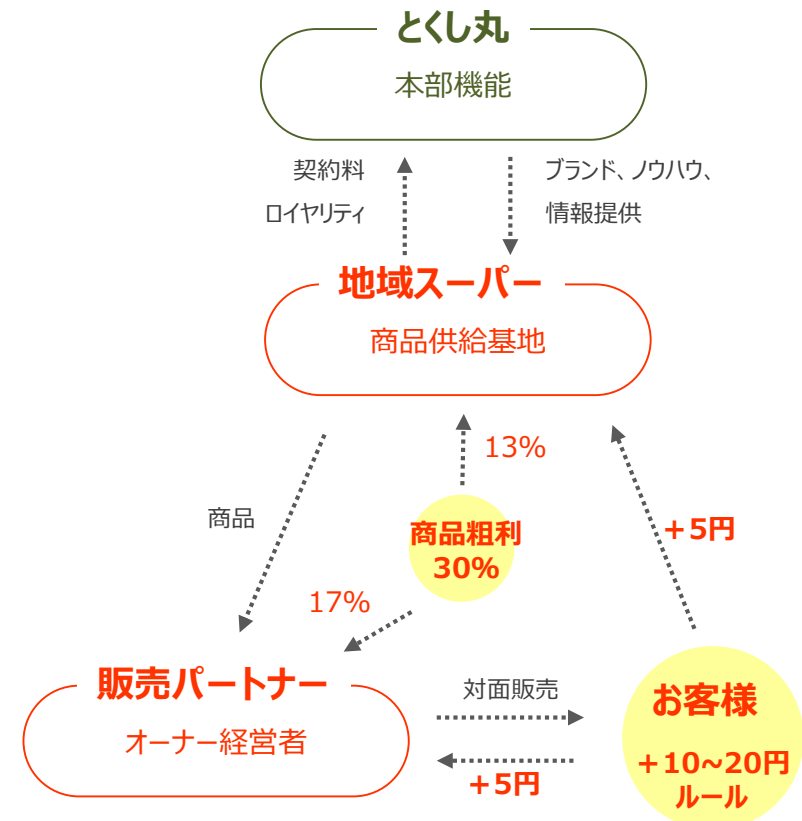 とくし丸
本部機能
契約料
ロイヤリティ
ブランド、ノウハウ、
情報提供
地域スーパー
商品供給基地
13%
商品
商品粗利
30%
+5円
17%
販売パートナー
オーナー経営者
対面販売
+5円
お客様
+10~20円
ルール